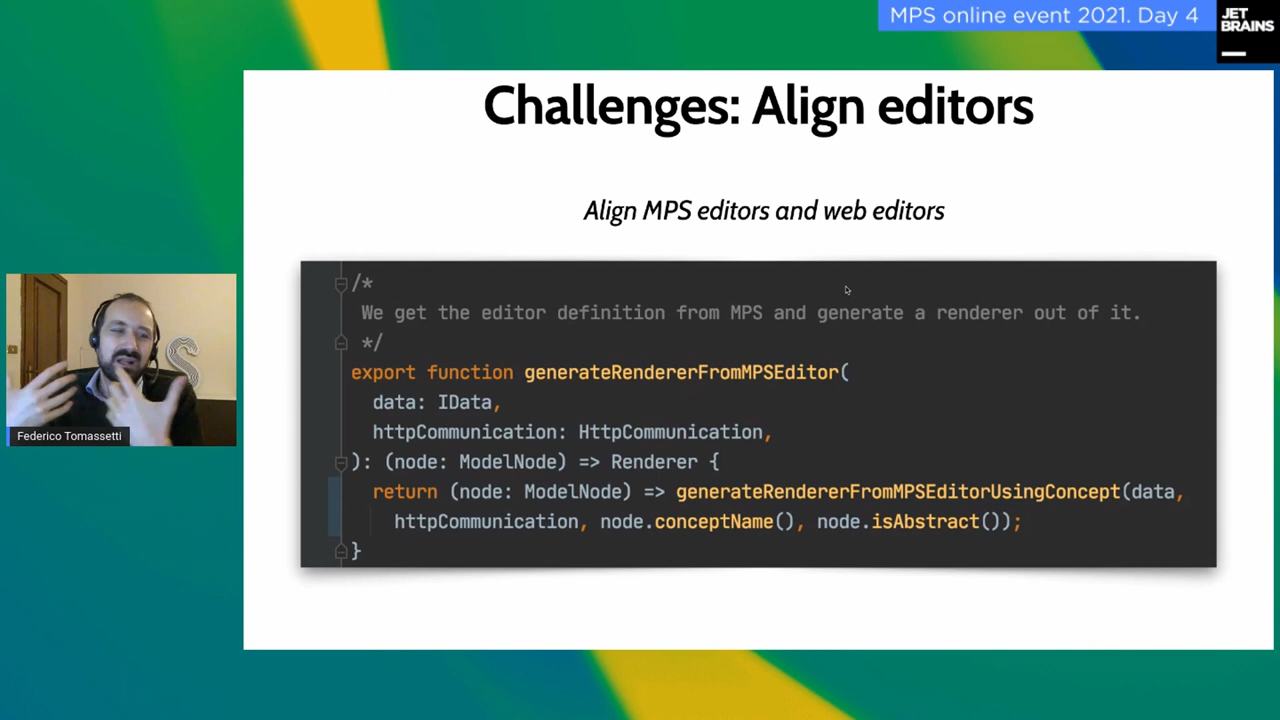 MPS online event 2021. Day 4
JET
BRAINS
Challenges: Align editors
Align MPS editors and web editors
/*
We get the editor definition from MPS and generate a renderer out of it.
*/
export function generateRendererFromMPSEditor(
data: IData,
httpCommunication: HttpCommunication,
): (node: ModelNode) => Renderer {
return (node: ModelNode) => generateRendererFromMPSEditorUsingConcept(data,
httpCommunication, node.conceptName(), node.isAbstract());
}
Federico Tomassetti